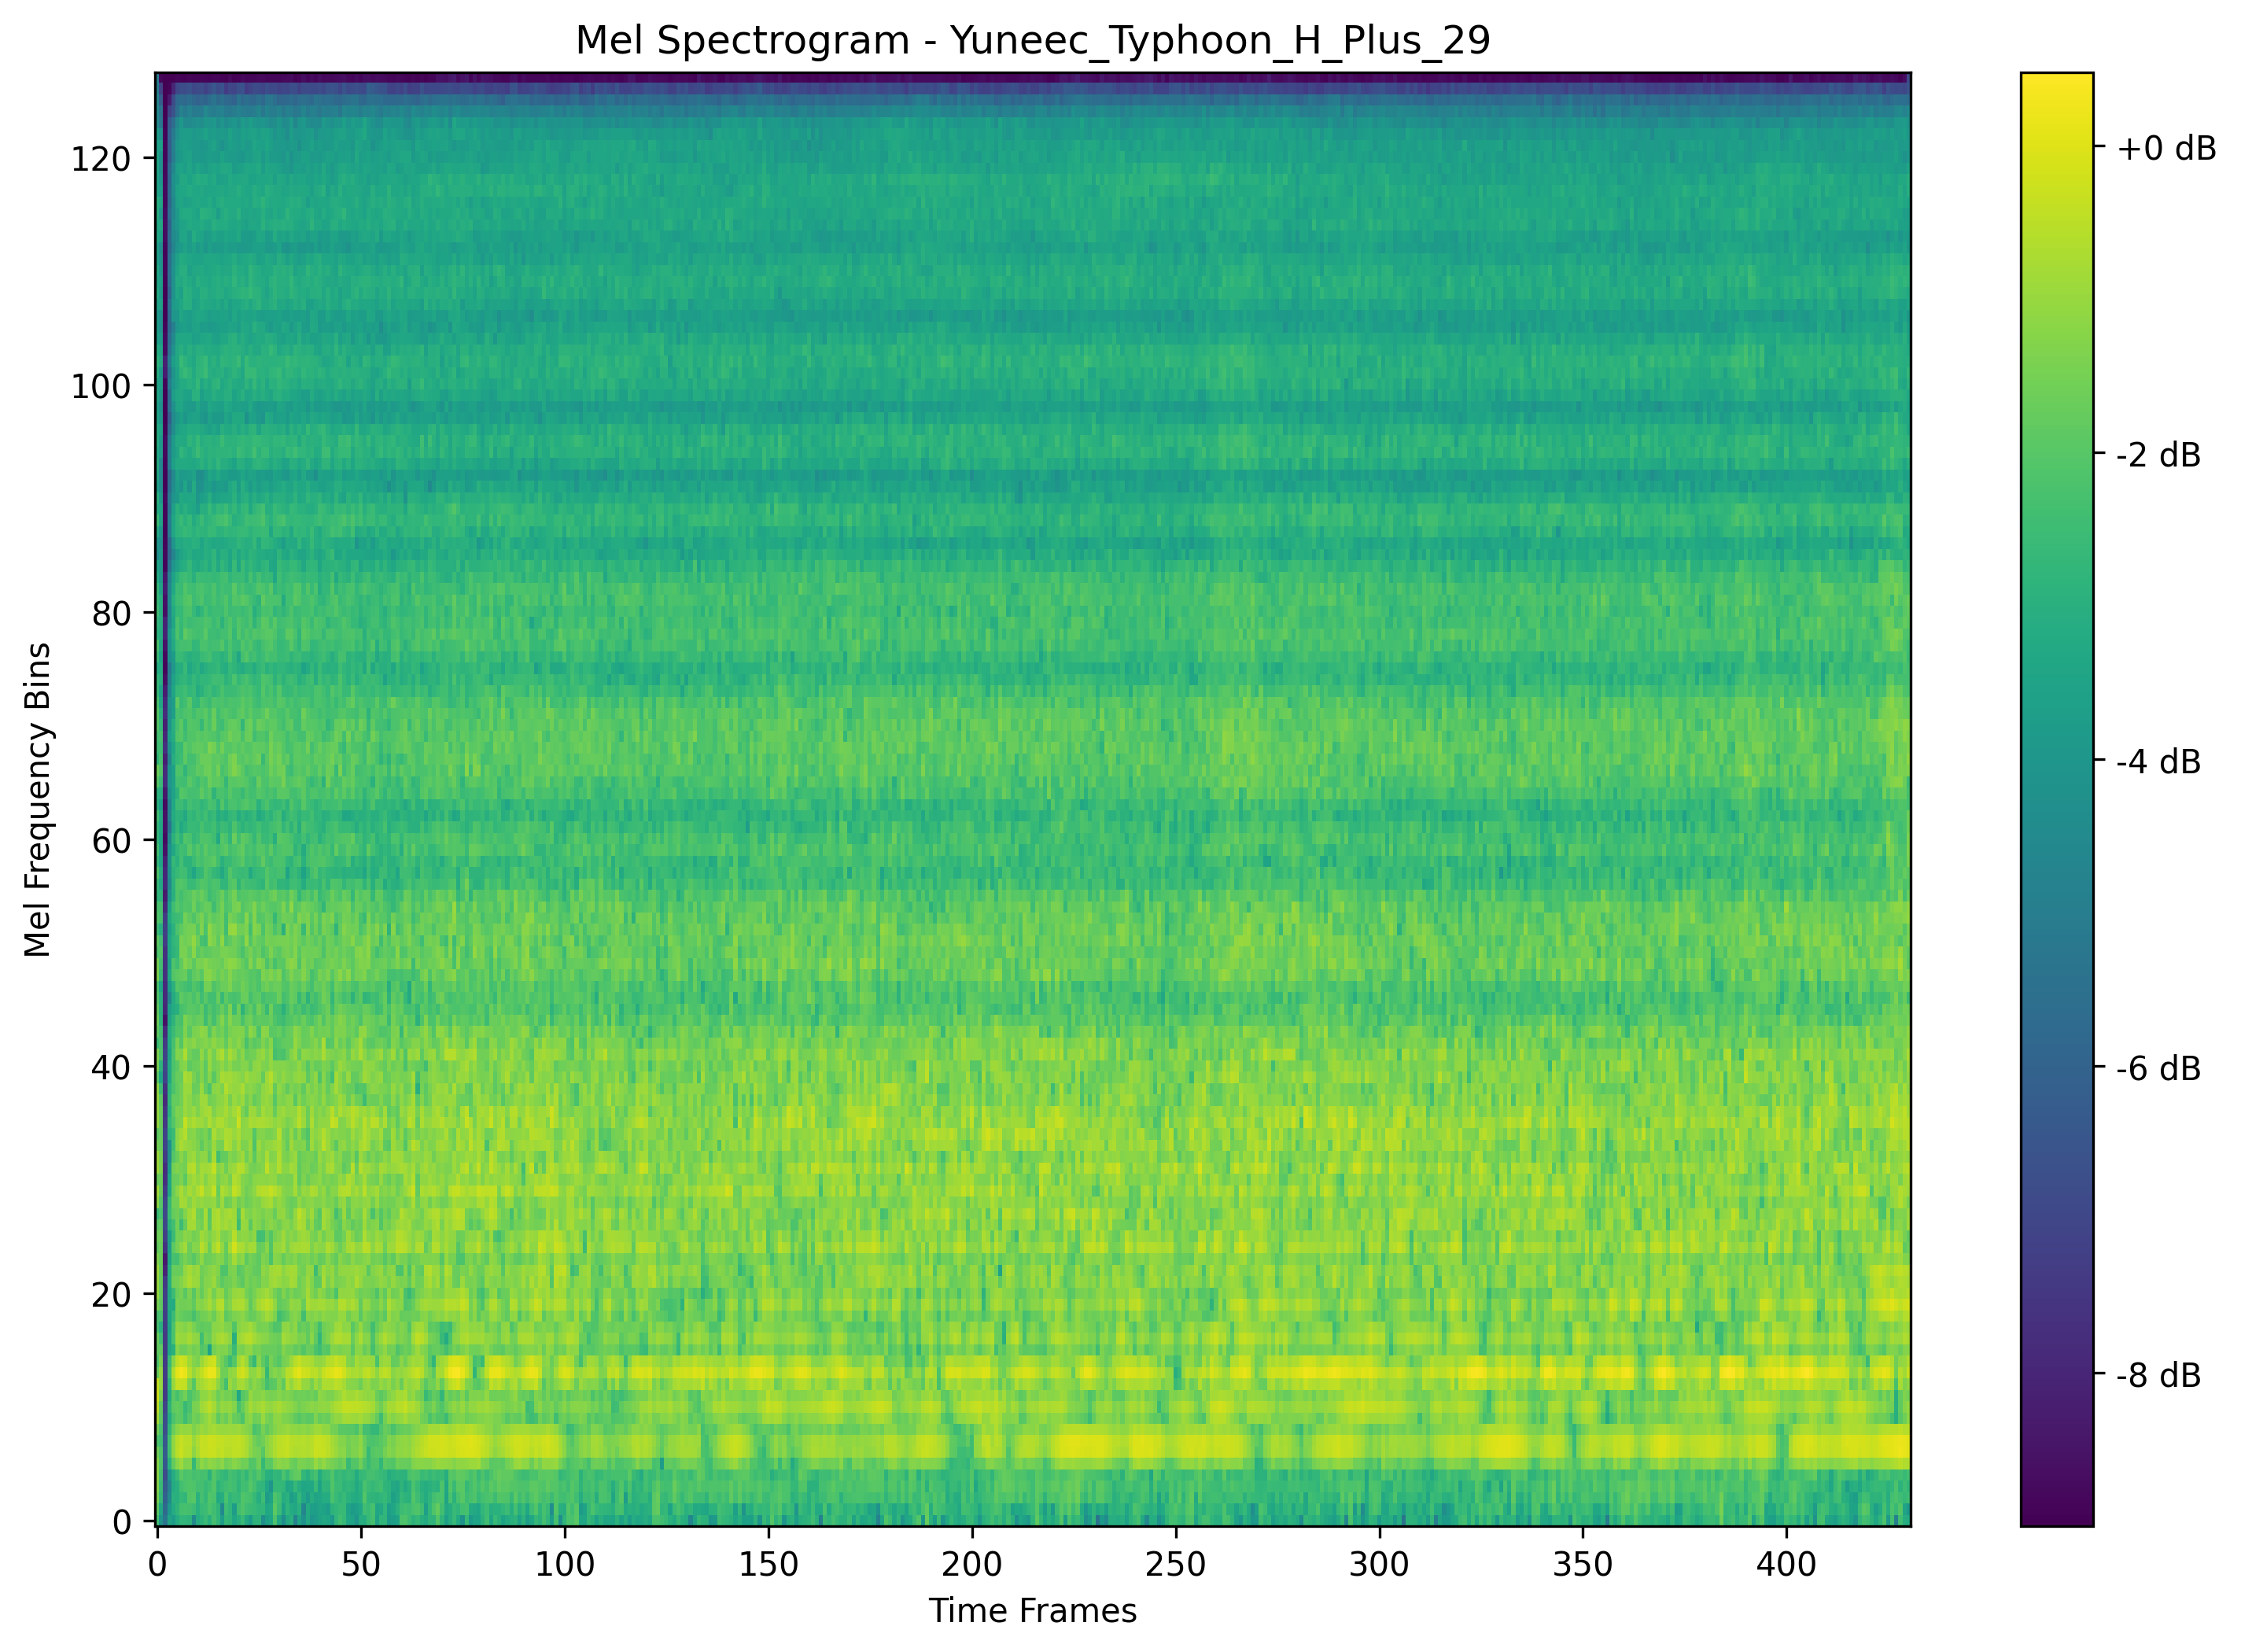 Mel Spectrogram - Yuneec_Typhoon_H_Plus_29
Mel Frequency Bins
120
100
80
60
40
20
0
0 50 100 150 200 250 300 350 400
Time Frames
+0 dB
-2 dB
-4 dB
-6 dB
-8 dB